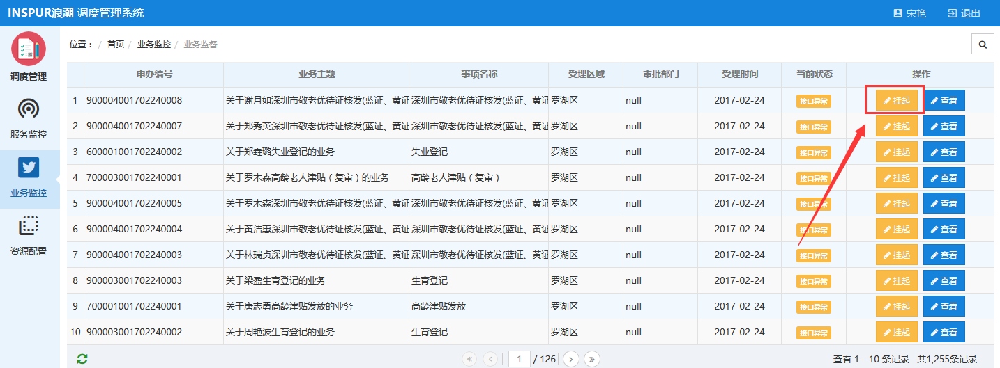 INSPUR浪潮 调度管理系统 宋艳 退出
调度管理
服务监控
业务监控
资源配置
位置： / 首页 / 业务监控 / 业务监督
申办编号 业务主题 事项名称 受理区域 审批部门 受理时间 当前状态 操作
1 900004001702240008 关于谢月如深圳市敬老优待证核发(蓝证、黄证 深圳市敬老优待证核发(蓝证、黄证 罗湖区 null 2017-02-24 接口异常 挂起 查看
2 900004001702240007 关于郑秀英深圳市敬老优待证核发(蓝证、黄证 深圳市敬老优待证核发(蓝证、黄证 罗湖区 null 2017-02-24 接口异常 挂起 查看
3 600001001702240002 关于郑垚璐失业登记的业务 失业登记 罗湖区 null 2017-02-24 接口异常 挂起 查看
4 700003001702240001 关于罗木森高龄老人津贴（复审）的业务 高龄老人津贴（复审） 罗湖区 null 2017-02-24 接口异常 挂起 查看
5 900004001702240005 关于罗木森深圳市敬老优待证核发(蓝证、黄证 深圳市敬老优待证核发(蓝证、黄证 罗湖区 null 2017-02-24 接口异常 挂起 查看
6 900004001702240004 关于黄洁惠深圳市敬老优待证核发(蓝证、黄证 深圳市敬老优待证核发(蓝证、黄证 罗湖区 null 2017-02-24 接口异常 挂起 查看
7 900004001702240003 关于林瑞贞深圳市敬老优待证核发(蓝证、黄证 深圳市敬老优待证核发(蓝证、黄证 罗湖区 null 2017-02-24 接口异常 挂起 查看
8 900003001702240003 关于梁盈生育登记的业务 生育登记 罗湖区 null 2017-02-24 接口异常 挂起 查看
9 700001001702240001 关于唐志勇高龄津贴发放的业务 高龄津贴发放 罗湖区 null 2017-02-24 接口异常 挂起 查看
10 900003001702240002 关于周艳波生育登记的业务 生育登记 罗湖区 null 2017-02-24 接口异常 挂起 查看
1 / 126 查看 1 - 10 条记录 共1,255条记录